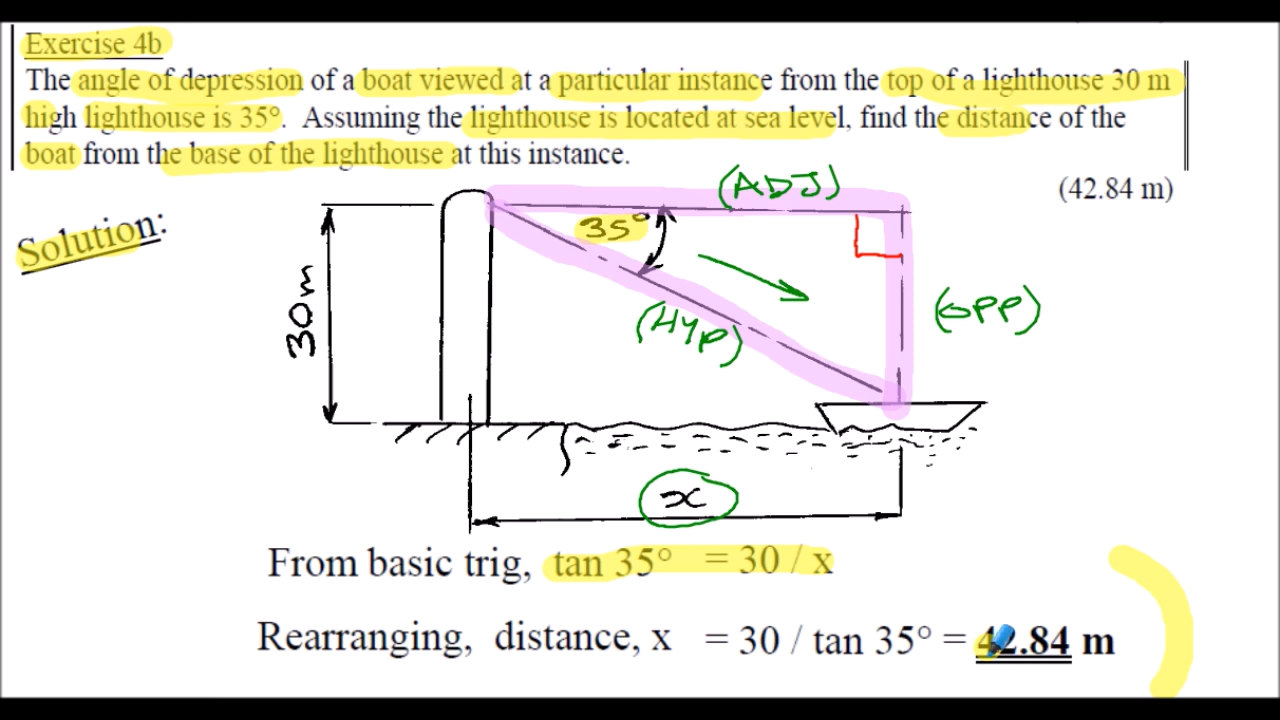 Exercise 4b
The angle of depression of a boat viewed at a particular instance from the top of a lighthouse 30 m
high lighthouse is 35°. Assuming the lighthouse is located at sea level, find the distance of the
boat from the base of the lighthouse at this instance.
(42.84 m)
Solution:
(ADJ)
35°
30m
(HYP)
(OPP)
x
From basic trig, tan 35° = 30 / x
Rearranging, distance, x = 30 / tan 35° = 42.84 m